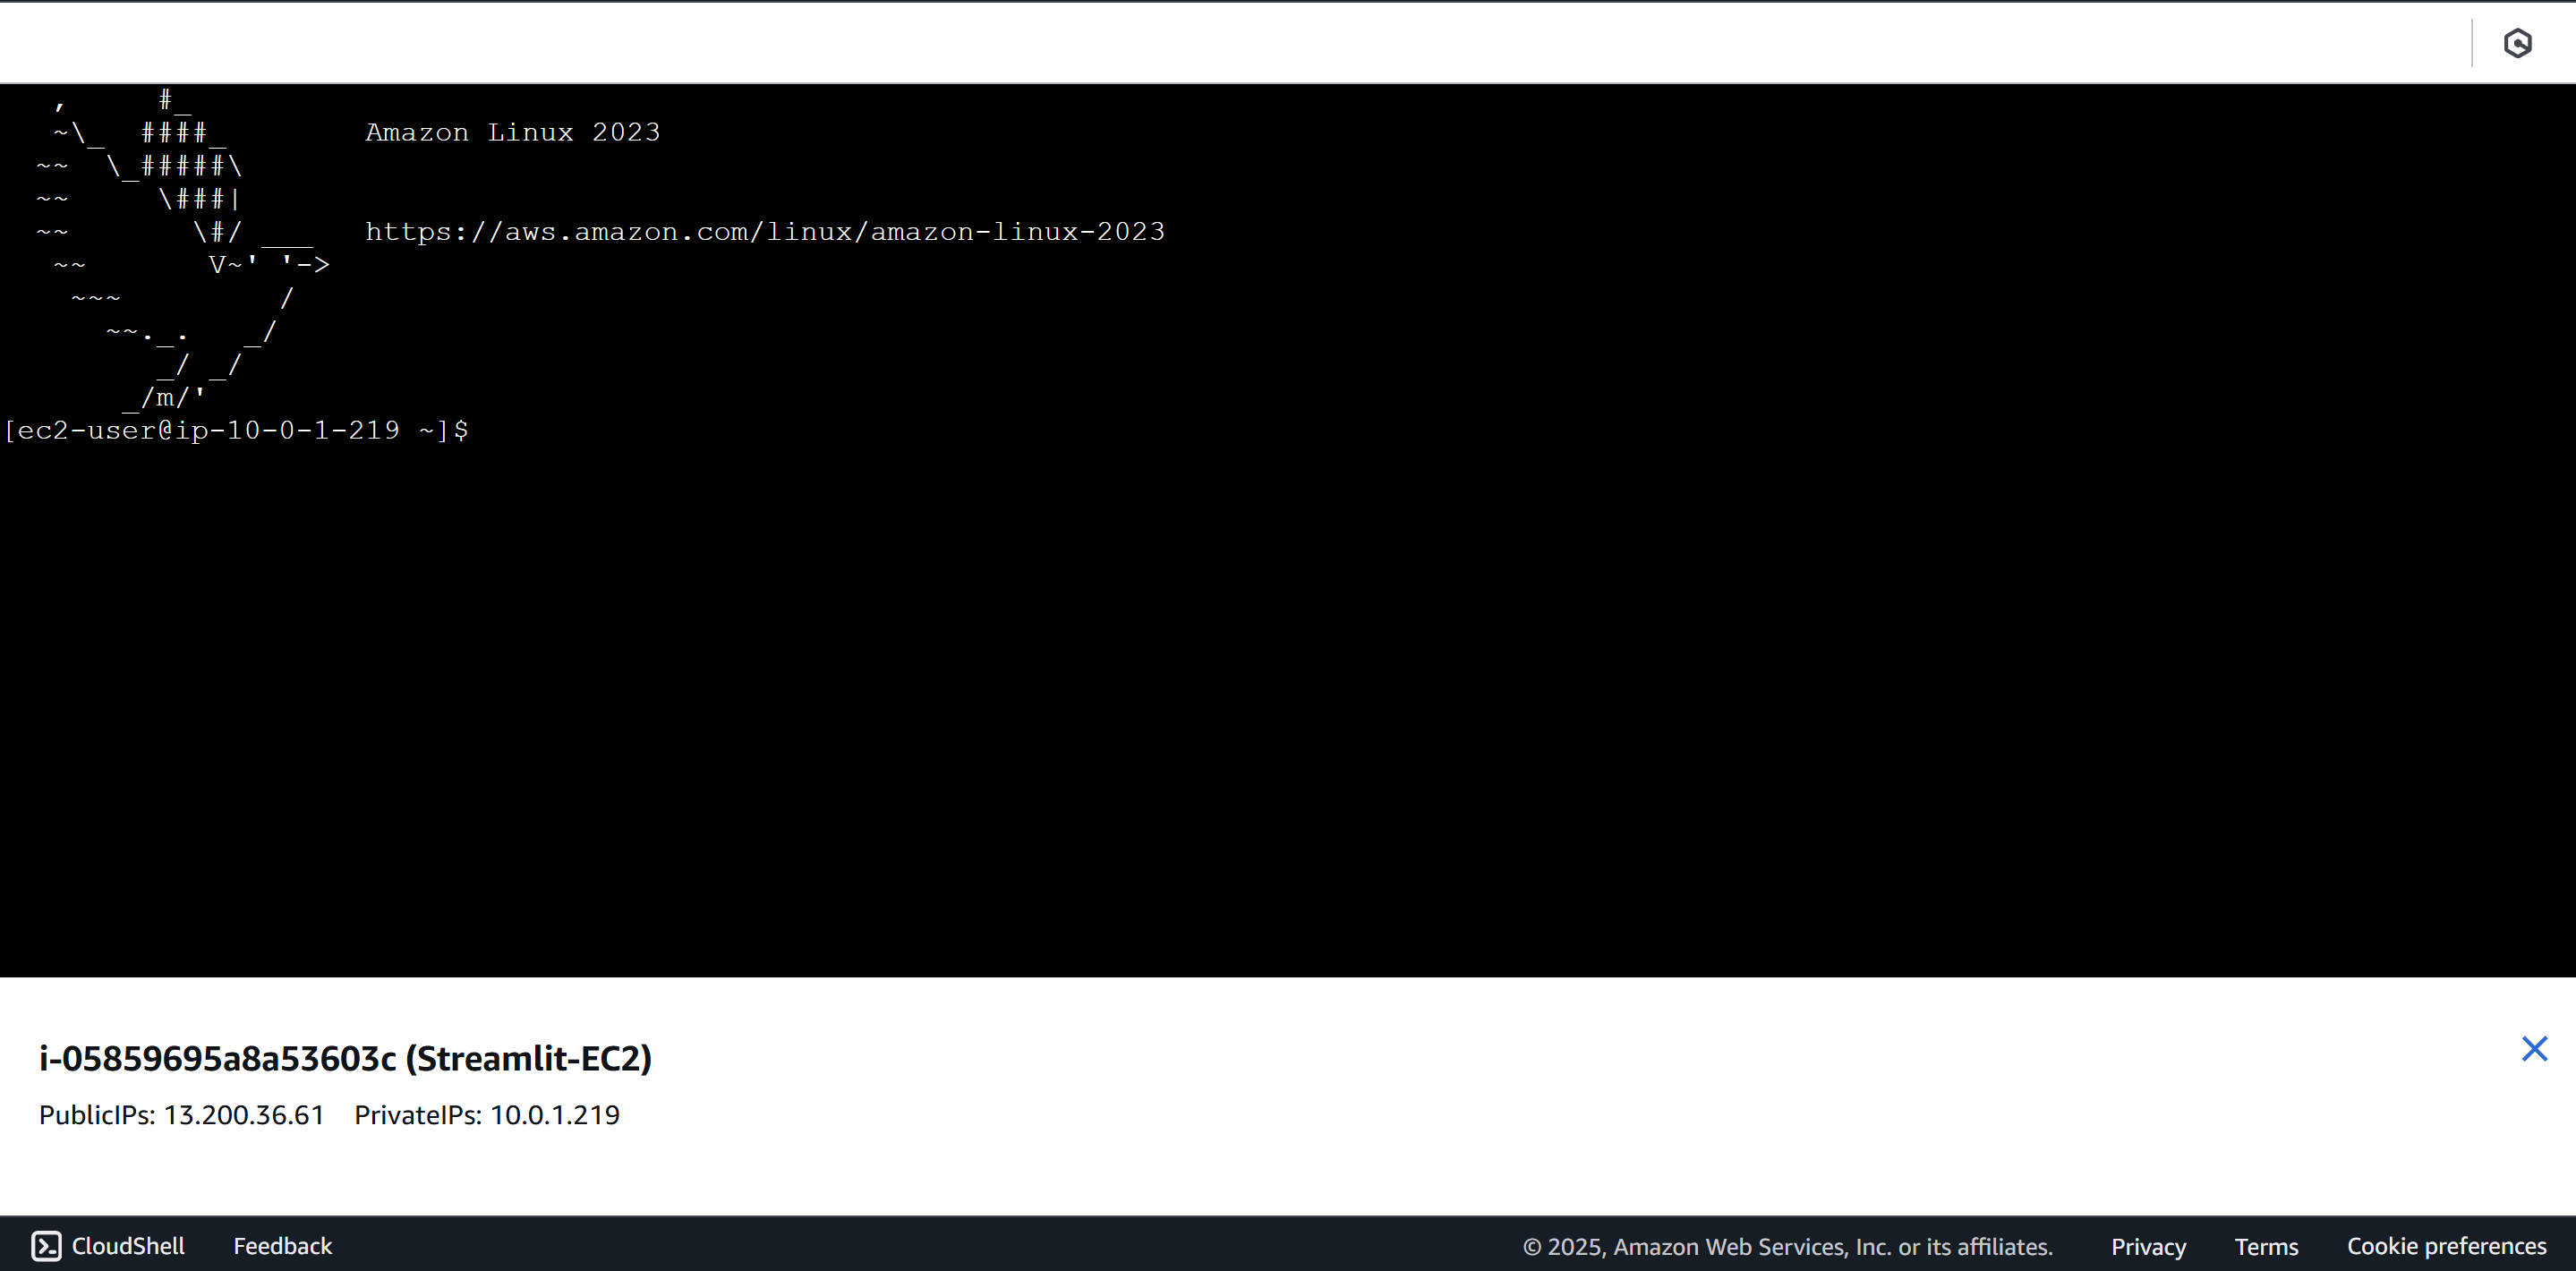 ,     #_
   ~\_  ####_        Amazon Linux 2023
  ~~  \_#####\
  ~~     \###|
  ~~       \#/ ___   https://aws.amazon.com/linux/amazon-linux-2023
   ~~       V~' '->
    ~~~         /
      ~~._.   _/
         _/ _/
       _/m/'
[ec2-user@ip-10-0-1-219 ~]$
i-05859695a8a53603c (Streamlit-EC2)
PublicIPs: 13.200.36.61 PrivateIPs: 10.0.1.219
CloudShell Feedback © 2025, Amazon Web Services, Inc. or its affiliates. Privacy Terms Cookie preferences